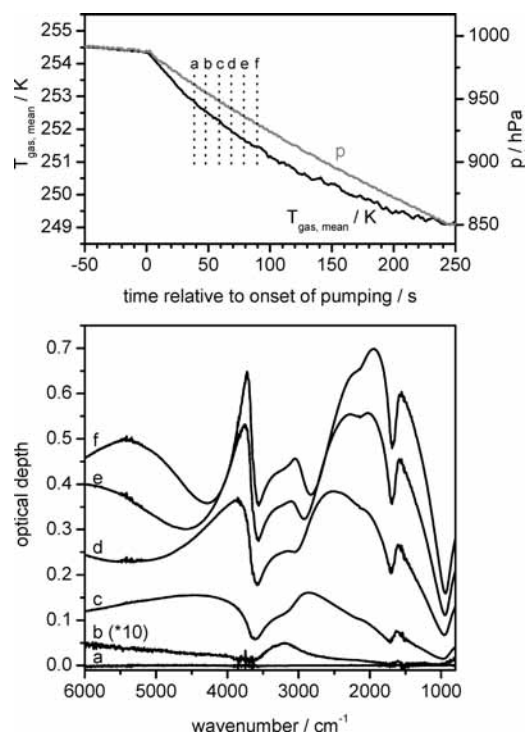 255
254
253
252
251
250
249
T gas, mean / K
a b c d e f
p
T gas, mean / K
1000
950
900
850
p / hPa
-50 0 50 100 150 200 250
time relative to onset of pumping / s
0.7
0.6
0.5
0.4
0.3
0.2
0.1
0.0
optical depth
f
e
d
c
b (*10)
a
6000 5000 4000 3000 2000 1000
wavenumber / cm-1